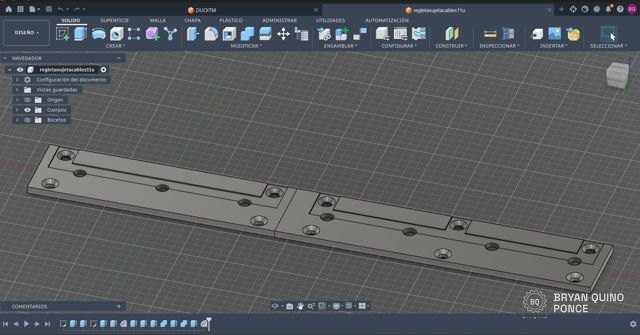 DUOITM
regletasujetacables11u
SÓLIDO SUPERFICIE MALLA CHAPA PLÁSTICO ADMINISTRAR UTILIDADES AUTOMATIZACIÓN
DISEÑO
CREAR MODIFICAR ENSAMBLAR CONFIGURAR CONSTRUIR INSPECCIONAR INSERTAR SELECCIONAR
NAVEGADOR
regletasujetacables11u
Configuración del documento
Vistas guardadas
Origen
Cuerpos
Bocetos
BQ
BRYAN QUINO
PONCE
COMENTARIOS